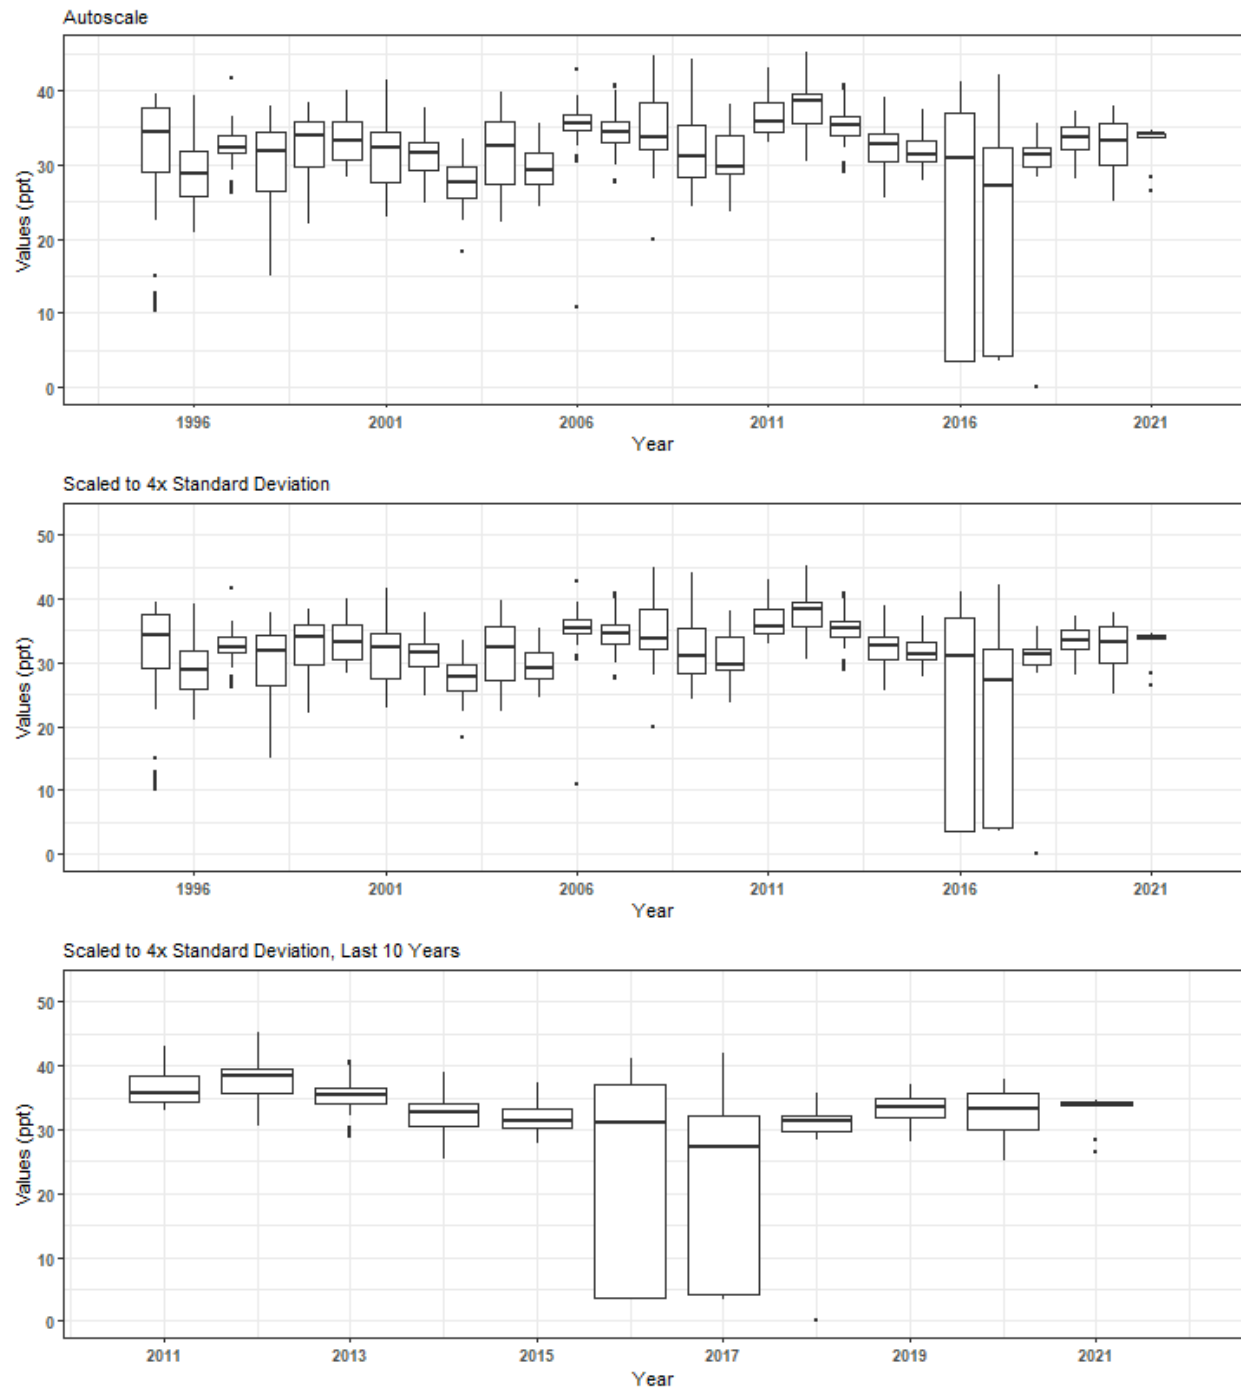 Autoscale
Values (ppt)
40
30
20
10
0
1996 2001 2006 2011 2016 2021
Year
Scaled to 4x Standard Deviation
Values (ppt)
50
40
30
20
10
0
1996 2001 2006 2011 2016 2021
Year
Scaled to 4x Standard Deviation, Last 10 Years
Values (ppt)
50
40
30
20
10
0
2011 2013 2015 2017 2019 2021
Year